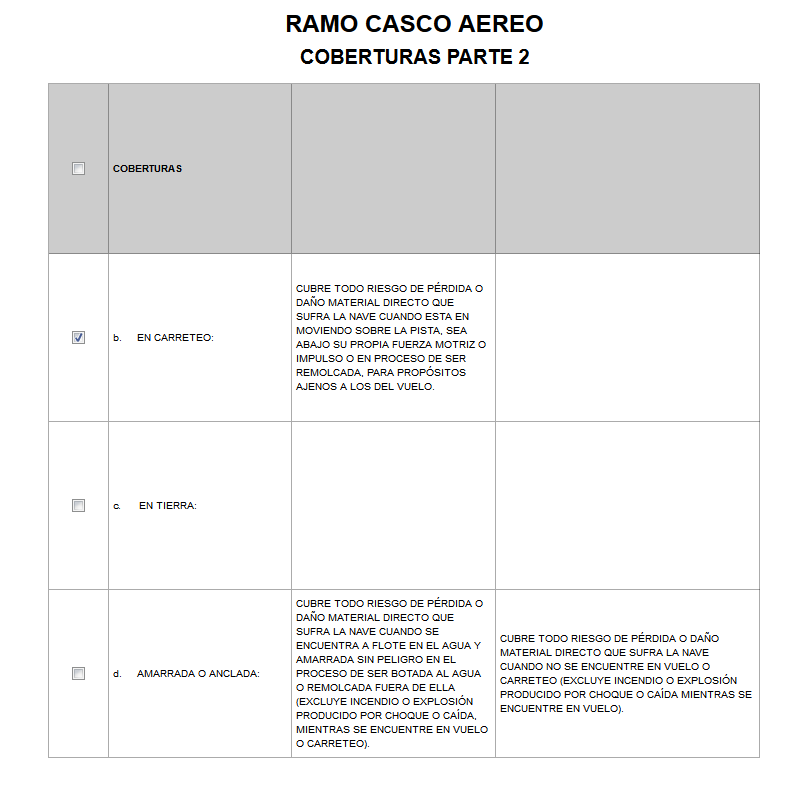 RAMO CASCO AEREO
COBERTURAS PARTE 2
COBERTURAS
b. EN CARRETEO:
CUBRE TODO RIESGO DE PÉRDIDA O
DAÑO MATERIAL DIRECTO QUE
SUFRA LA NAVE CUANDO ESTA EN
MOVIENDO SOBRE LA PISTA, SEA
ABAJO SU PROPIA FUERZA MOTRIZ O
IMPULSO O EN PROCESO DE SER
REMOLCADA, PARA PROPÓSITOS
AJENOS A LOS DEL VUELO.
c. EN TIERRA:
d. AMARRADA O ANCLADA:
CUBRE TODO RIESGO DE PÉRDIDA O
DAÑO MATERIAL DIRECTO QUE
SUFRA LA NAVE CUANDO SE
ENCUENTRA A FLOTE EN EL AGUA Y
AMARRADA SIN PELIGRO EN EL
PROCESO DE SER BOTADA AL AGUA
O REMOLCADA FUERA DE ELLA
(EXCLUYE INCENDIO O EXPLOSIÓN
PRODUCIDO POR CHOQUE O CAÍDA,
MIENTRAS SE ENCUENTRE EN VUELO
O CARRETEO).
CUBRE TODO RIESGO DE PÉRDIDA O DAÑO
MATERIAL DIRECTO QUE SUFRA LA NAVE
CUANDO NO SE ENCUENTRE EN VUELO O
CARRETEO (EXCLUYE INCENDIO O EXPLOSIÓN
PRODUCIDO POR CHOQUE O CAÍDA MIENTRAS SE
ENCUENTRE EN VUELO).